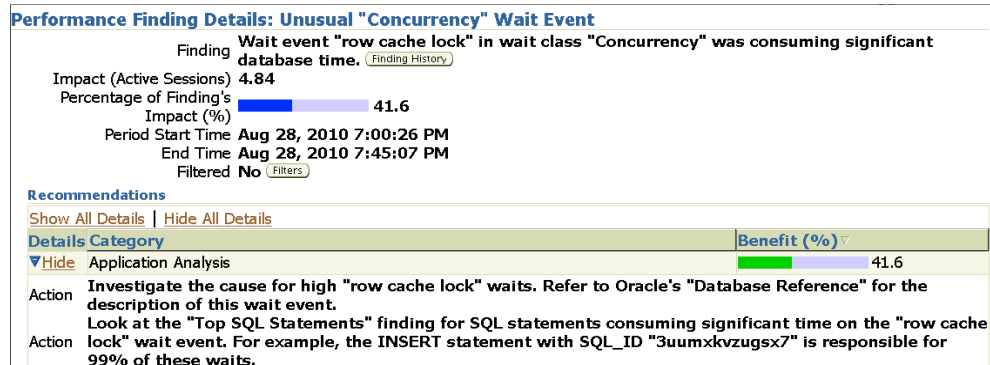 Performance Finding Details: Unusual "Concurrency" Wait Event
Finding Wait event "row cache lock" in wait class "Concurrency" was consuming significant
database time. Finding History
Impact (Active Sessions) 4.84
Percentage of Finding's
Impact (%) 41.6
Period Start Time Aug 28, 2010 7:00:26 PM
End Time Aug 28, 2010 7:45:07 PM
Filtered No Filters
Recommendations
Show All Details | Hide All Details
Details Category Benefit (%)
Hide Application Analysis 41.6
Action Investigate the cause for high "row cache lock" waits. Refer to Oracle's "Database Reference" for the
description of this wait event.
Look at the "Top SQL Statements" finding for SQL statements consuming significant time on the "row cache
Action lock" wait event. For example, the INSERT statement with SQL_ID "3uumxkvzugsx7" is responsible for
99% of these waits.